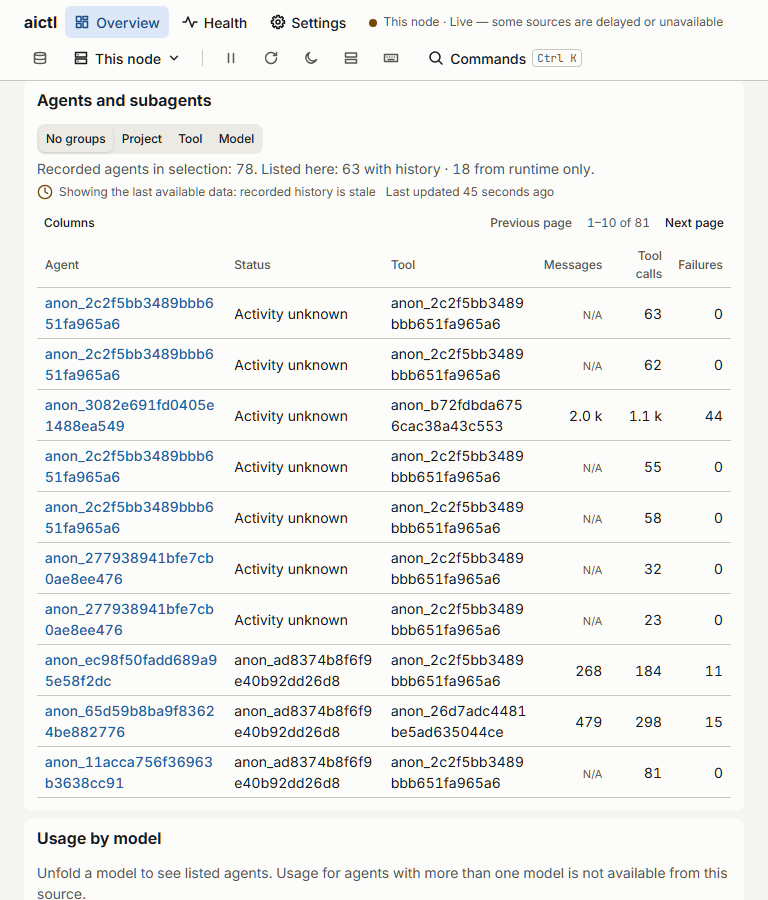 aictl Overview Health Settings This node · Live — some sources are delayed or unavailable
This node Commands Ctrl K
Agents and subagents
No groups Project Tool Model
Recorded agents in selection: 78. Listed here: 63 with history · 18 from runtime only.
Showing the last available data: recorded history is stale Last updated 45 seconds ago
Columns Previous page 1–10 of 81 Next page
Agent Status Tool Messages Tool calls Failures
anon_2c2f5bb3489bbb6 anon_2c2f5bb3489
51fa965a6 Activity unknown bbb651fa965a6 N/A 63 0
anon_2c2f5bb3489bbb6 anon_2c2f5bb3489
51fa965a6 Activity unknown bbb651fa965a6 N/A 62 0
anon_3082e691fd0405e anon_b72fdbda675
1488ea549 Activity unknown 6cac38a43c553 2.0 k 1.1 k 44
anon_2c2f5bb3489bbb6 anon_2c2f5bb3489
51fa965a6 Activity unknown bbb651fa965a6 N/A 55 0
anon_2c2f5bb3489bbb6 anon_2c2f5bb3489
51fa965a6 Activity unknown bbb651fa965a6 N/A 58 0
anon_277938941bfe7cb anon_2c2f5bb3489
0ae8ee476 Activity unknown bbb651fa965a6 N/A 32 0
anon_277938941bfe7cb anon_2c2f5bb3489
0ae8ee476 Activity unknown bbb651fa965a6 N/A 23 0
anon_ec98f50fadd689a9 anon_ad8374b8f6f9 anon_2c2f5bb3489
5e58f2dc e40b92dd26d8 bbb651fa965a6 268 184 11
anon_65d59b8ba9f8362 anon_ad8374b8f6f9 anon_26d7adc4481
4be882776 e40b92dd26d8 be5ad635044ce 479 298 15
anon_11acca756f36963 anon_ad8374b8f6f9 anon_2c2f5bb3489
b3638cc91 e40b92dd26d8 bbb651fa965a6 N/A 81 0
Usage by model
Unfold a model to see listed agents. Usage for agents with more than one model is not available from this
source.